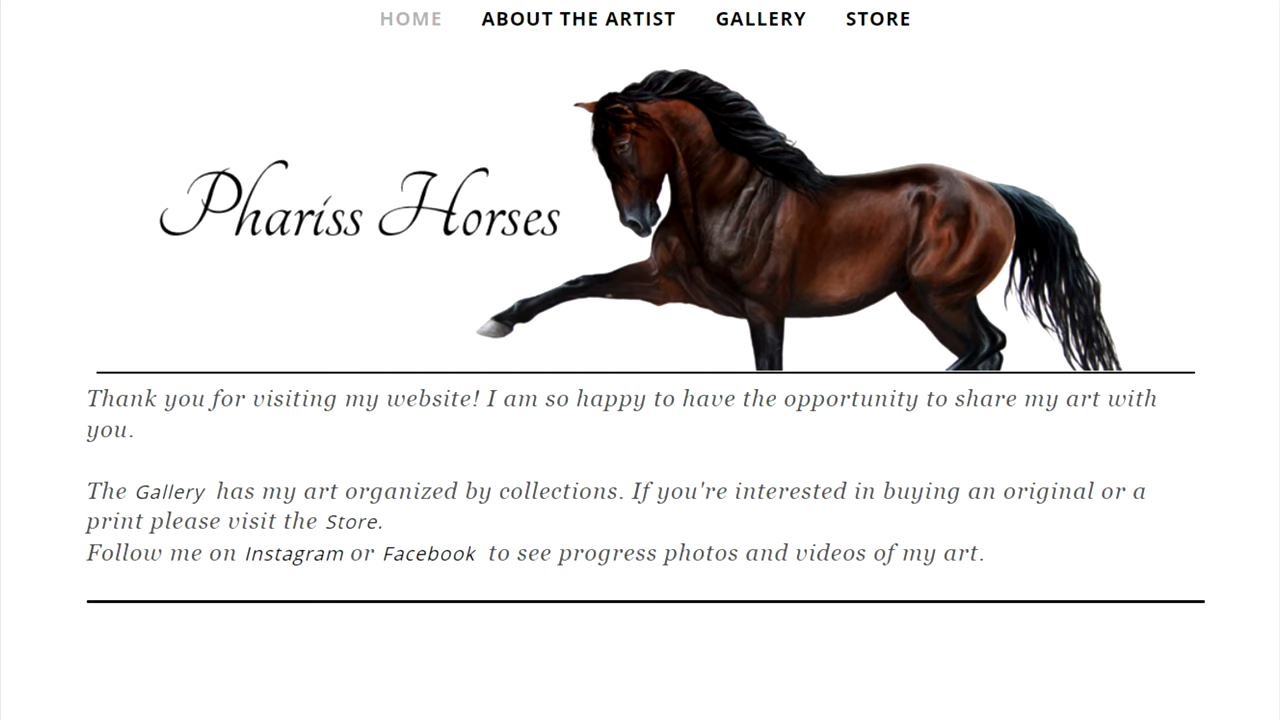 HOME ABOUT THE ARTIST GALLERY STORE
Phariss Horses
Thank you for visiting my website! I am so happy to have the opportunity to share my art with
you.
The Gallery has my art organized by collections. If you're interested in buying an original or a
print please visit the Store.
Follow me on Instagram or Facebook to see progress photos and videos of my art.